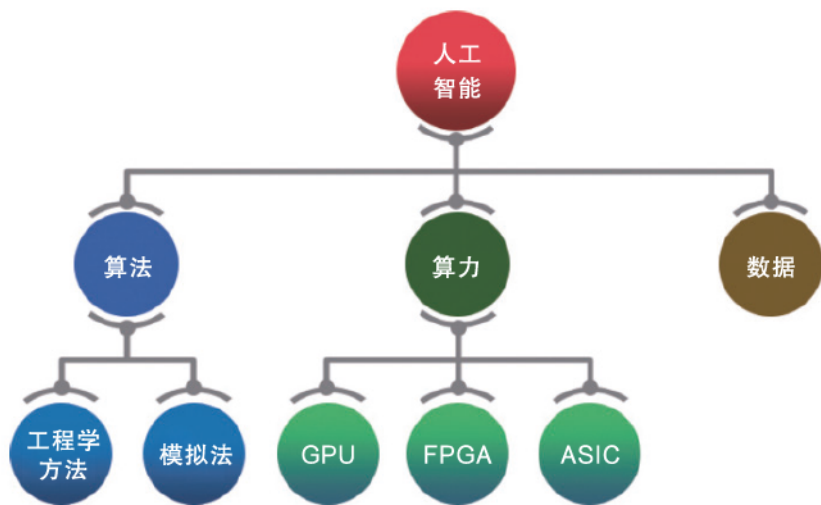 人工
智能
算法
算力
数据
工程学
方法
模拟法
GPU
FPGA
ASIC